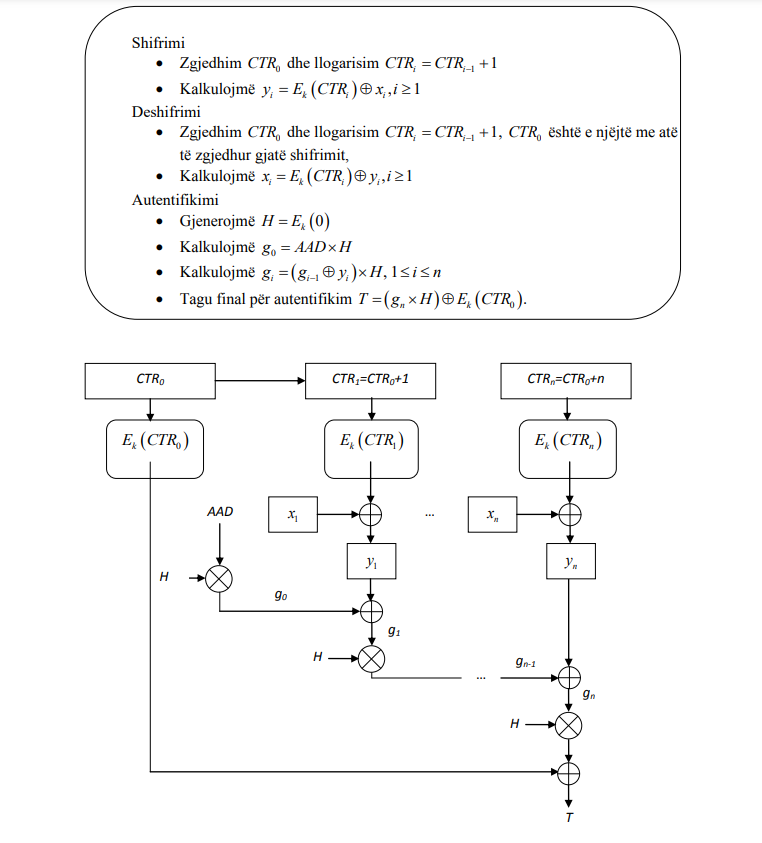 Shifrimi
• Zgjedhim CTR₀ dhe llogarisim CTRᵢ = CTRᵢ₋₁ + 1
• Kalkulojmë yᵢ = Eₖ (CTRᵢ) ⊕ xᵢ, i ≥ 1
Deshifrimi
• Zgjedhim CTR₀ dhe llogarisim CTRᵢ = CTRᵢ₋₁ + 1, CTR₀ është e njëjtë me atë
të zgjedhur gjatë shifrimit,
• Kalkulojmë xᵢ = Eₖ (CTRᵢ) ⊕ yᵢ, i ≥ 1
Autentifikimi
• Gjenerojmë H = Eₖ (0)
• Kalkulojmë g₀ = AAD × H
• Kalkulojmë gᵢ = (gᵢ₋₁ ⊕ yᵢ) × H, 1 ≤ i ≤ n
• Tagu final për autentifikim T = (gₙ × H) ⊕ Eₖ (CTR₀).
CTR₀ CTR₁=CTR₀+1 CTRₙ=CTR₀+n
Eₖ (CTR₀) Eₖ (CTR₁) Eₖ (CTRₙ)
AAD x₁ ... xₙ
y₁ yₙ
H
g₀
g₁
H
... gₙ₋₁
gₙ
H
T